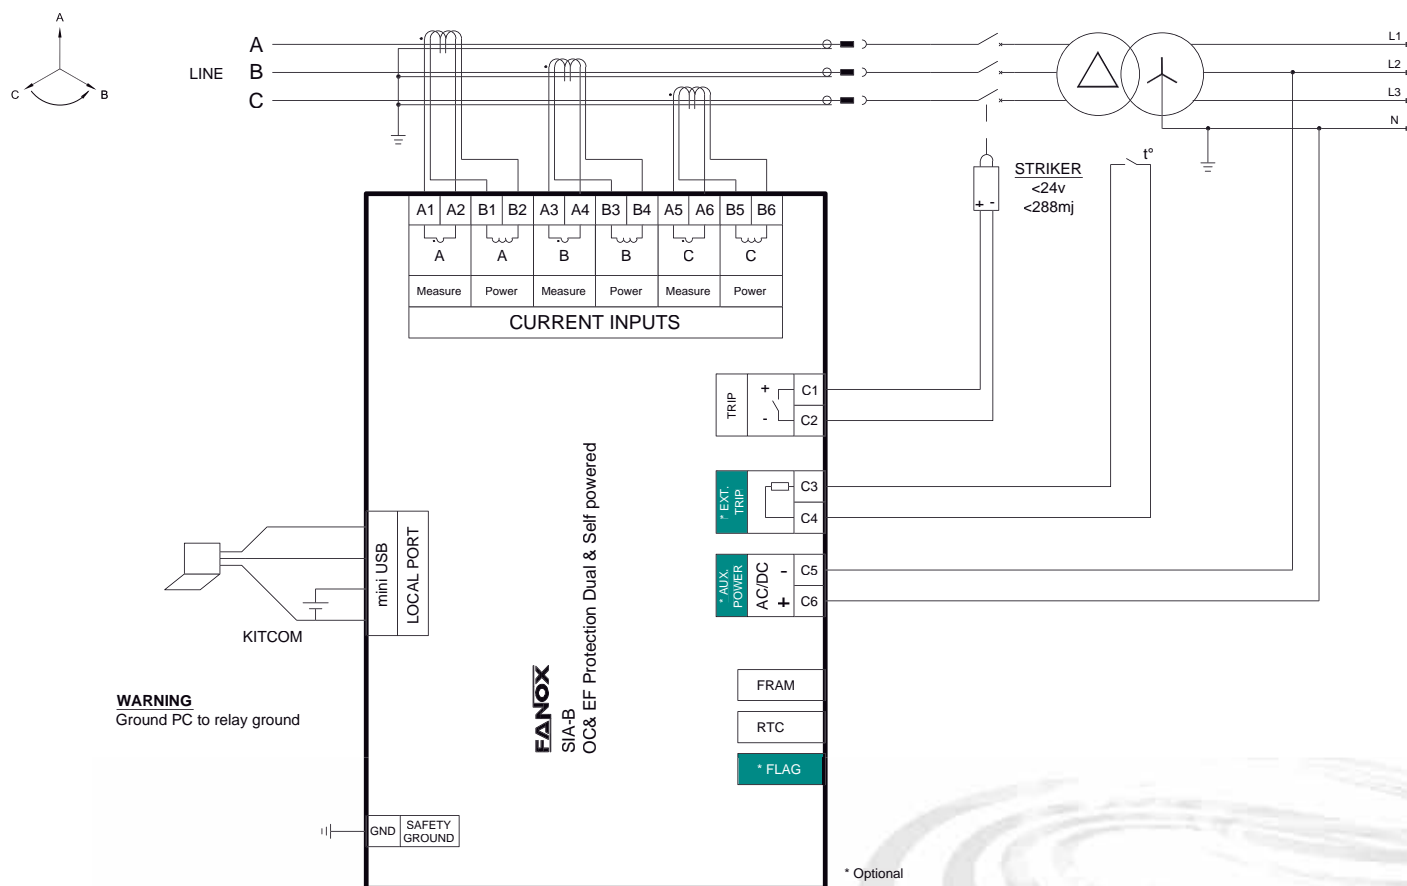 A
C
B
LINE
A
B
C
L1
L2
L3
N
t°
STRIKER
<24v
<288mj
+ -
A1 A2 B1 B2 A3 A4 B3 B4 A5 A6 B5 B6
A A B B C C
Measure Power Measure Power Measure Power
CURRENT INPUTS
TRIP
+
-
C1
C2
* EXT.
TRIP
C3
C4
* AUX.
POWER
AC/DC
-
+
C5
C6
mini USB
LOCAL PORT
KITCOM
WARNING
Ground PC to relay ground
FANOX
SIA-B
OC& EF Protection Dual & Self powered
FRAM
RTC
* FLAG
GND
SAFETY
GROUND
* Optional